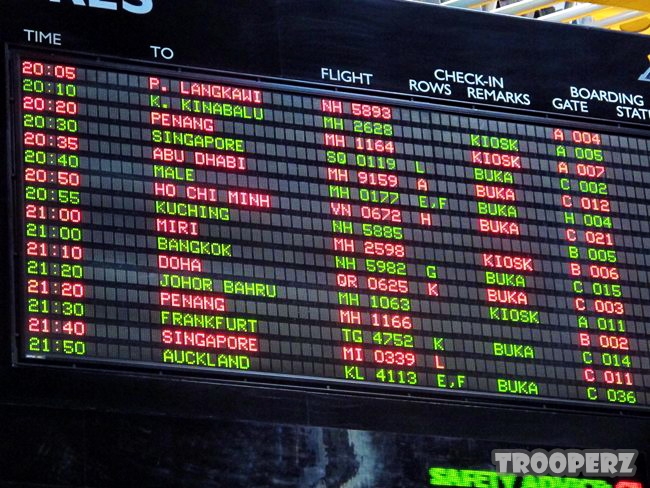 RES
TIME TO FLIGHT CHECK-IN ROWS REMARKS GATE BOARDING
20:05 P. LANGKAWI NH 5893 A 004
20:10 K. KINABALU MH 2628 KIOSK A 005
20:20 PENANG MH 1164 KIOSK A 007
20:30 SINGAPORE SQ 0119 L BUKA C 002
20:35 ABU DHABI MH 9159 A BUKA C 012
20:40 MALE MH 0177 E,F BUKA H 004
20:50 HO CHI MINH VN 0672 H BUKA C 021
20:55 KUCHING NH 5885 B 005
21:00 MIRI MH 2598 KIOSK B 006
21:00 BANGKOK NH 5982 G BUKA C 015
21:10 DOHA QR 0625 K BUKA C 003
21:20 JOHOR BAHRU MH 1063 KIOSK A 011
21:20 PENANG MH 1166 B 002
21:30 FRANKFURT TG 4752 K BUKA C 014
21:40 SINGAPORE MI 0339 L C 011
21:50 AUCKLAND KL 4113 E,F BUKA C 036
TROOPERZ
SAFETY